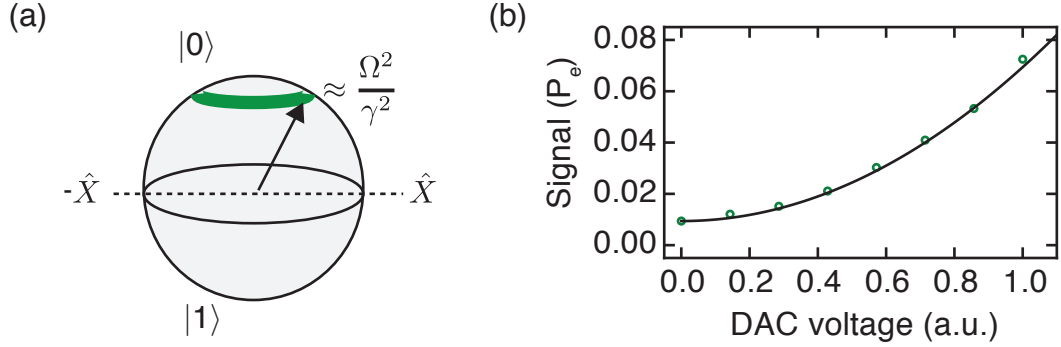 (a)
|0⟩
≈ Ω²/γ²
-X̂
X̂
|1⟩
(b)
Signal (Pₑ)
0.08
0.06
0.04
0.02
0.00
0.0 0.2 0.4 0.6 0.8 1.0
DAC voltage (a.u.)